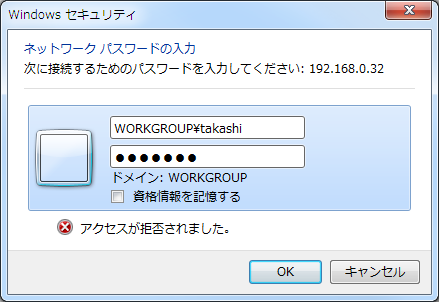 Windows セキュリティ
ネットワーク パスワードの入力
次に接続するためのパスワードを入力してください: 192.168.0.32
WORKGROUP¥takashi
●●●●●●●
ドメイン: WORKGROUP
資格情報を記憶する
アクセスが拒否されました。
OK
キャンセル